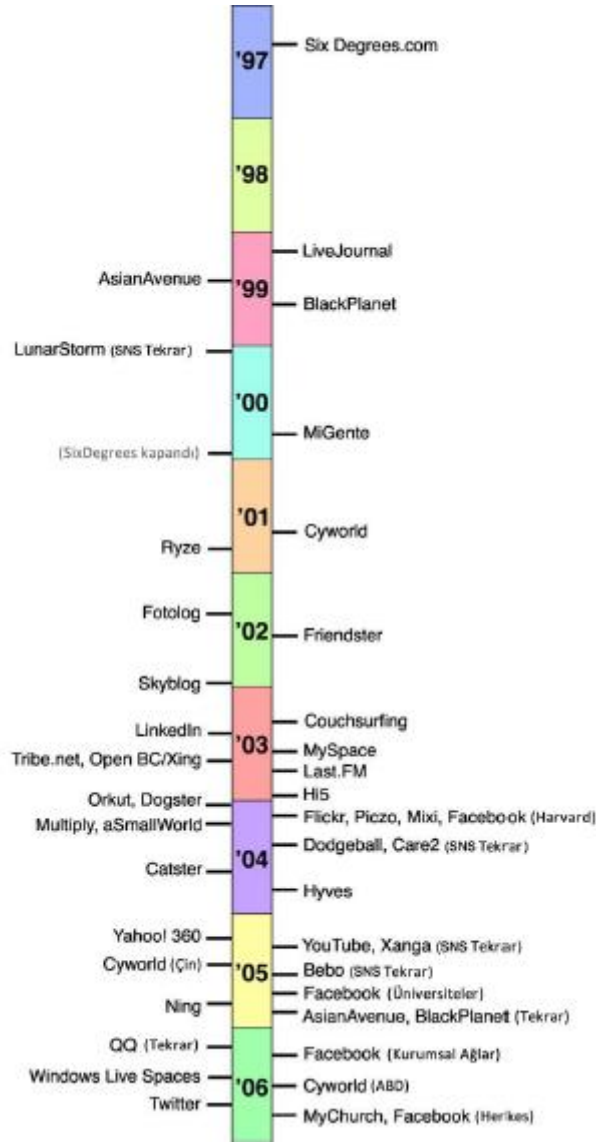 Six Degrees.com
'97
'98
LiveJournal
AsianAvenue
'99
BlackPlanet
LunarStorm (SNS Tekrar)
'00
MiGente
(SixDegrees kapandı)
'01
Cyworld
Ryze
Fotolog
'02
Friendster
Skyblog
Couchsurfing
LinkedIn
'03
MySpace
Tribe.net, Open BC/Xing
Last.FM
Hi5
Orkut, Dogster
Flickr, Piczo, Mixi, Facebook (Harvard)
Multiply, aSmallWorld
Dodgeball, Care2 (SNS Tekrar)
'04
Catster
Hyves
Yahoo! 360
YouTube, Xanga (SNS Tekrar)
Cyworld (Çin)
'05
Bebo (SNS Tekrar)
Facebook (Üniversiteler)
Ning
AsianAvenue, BlackPlanet (Tekrar)
QQ (Tekrar)
Facebook (Kurumsal Ağlar)
Windows Live Spaces
'06
Cyworld (ABD)
Twitter
MyChurch, Facebook (Herkes)